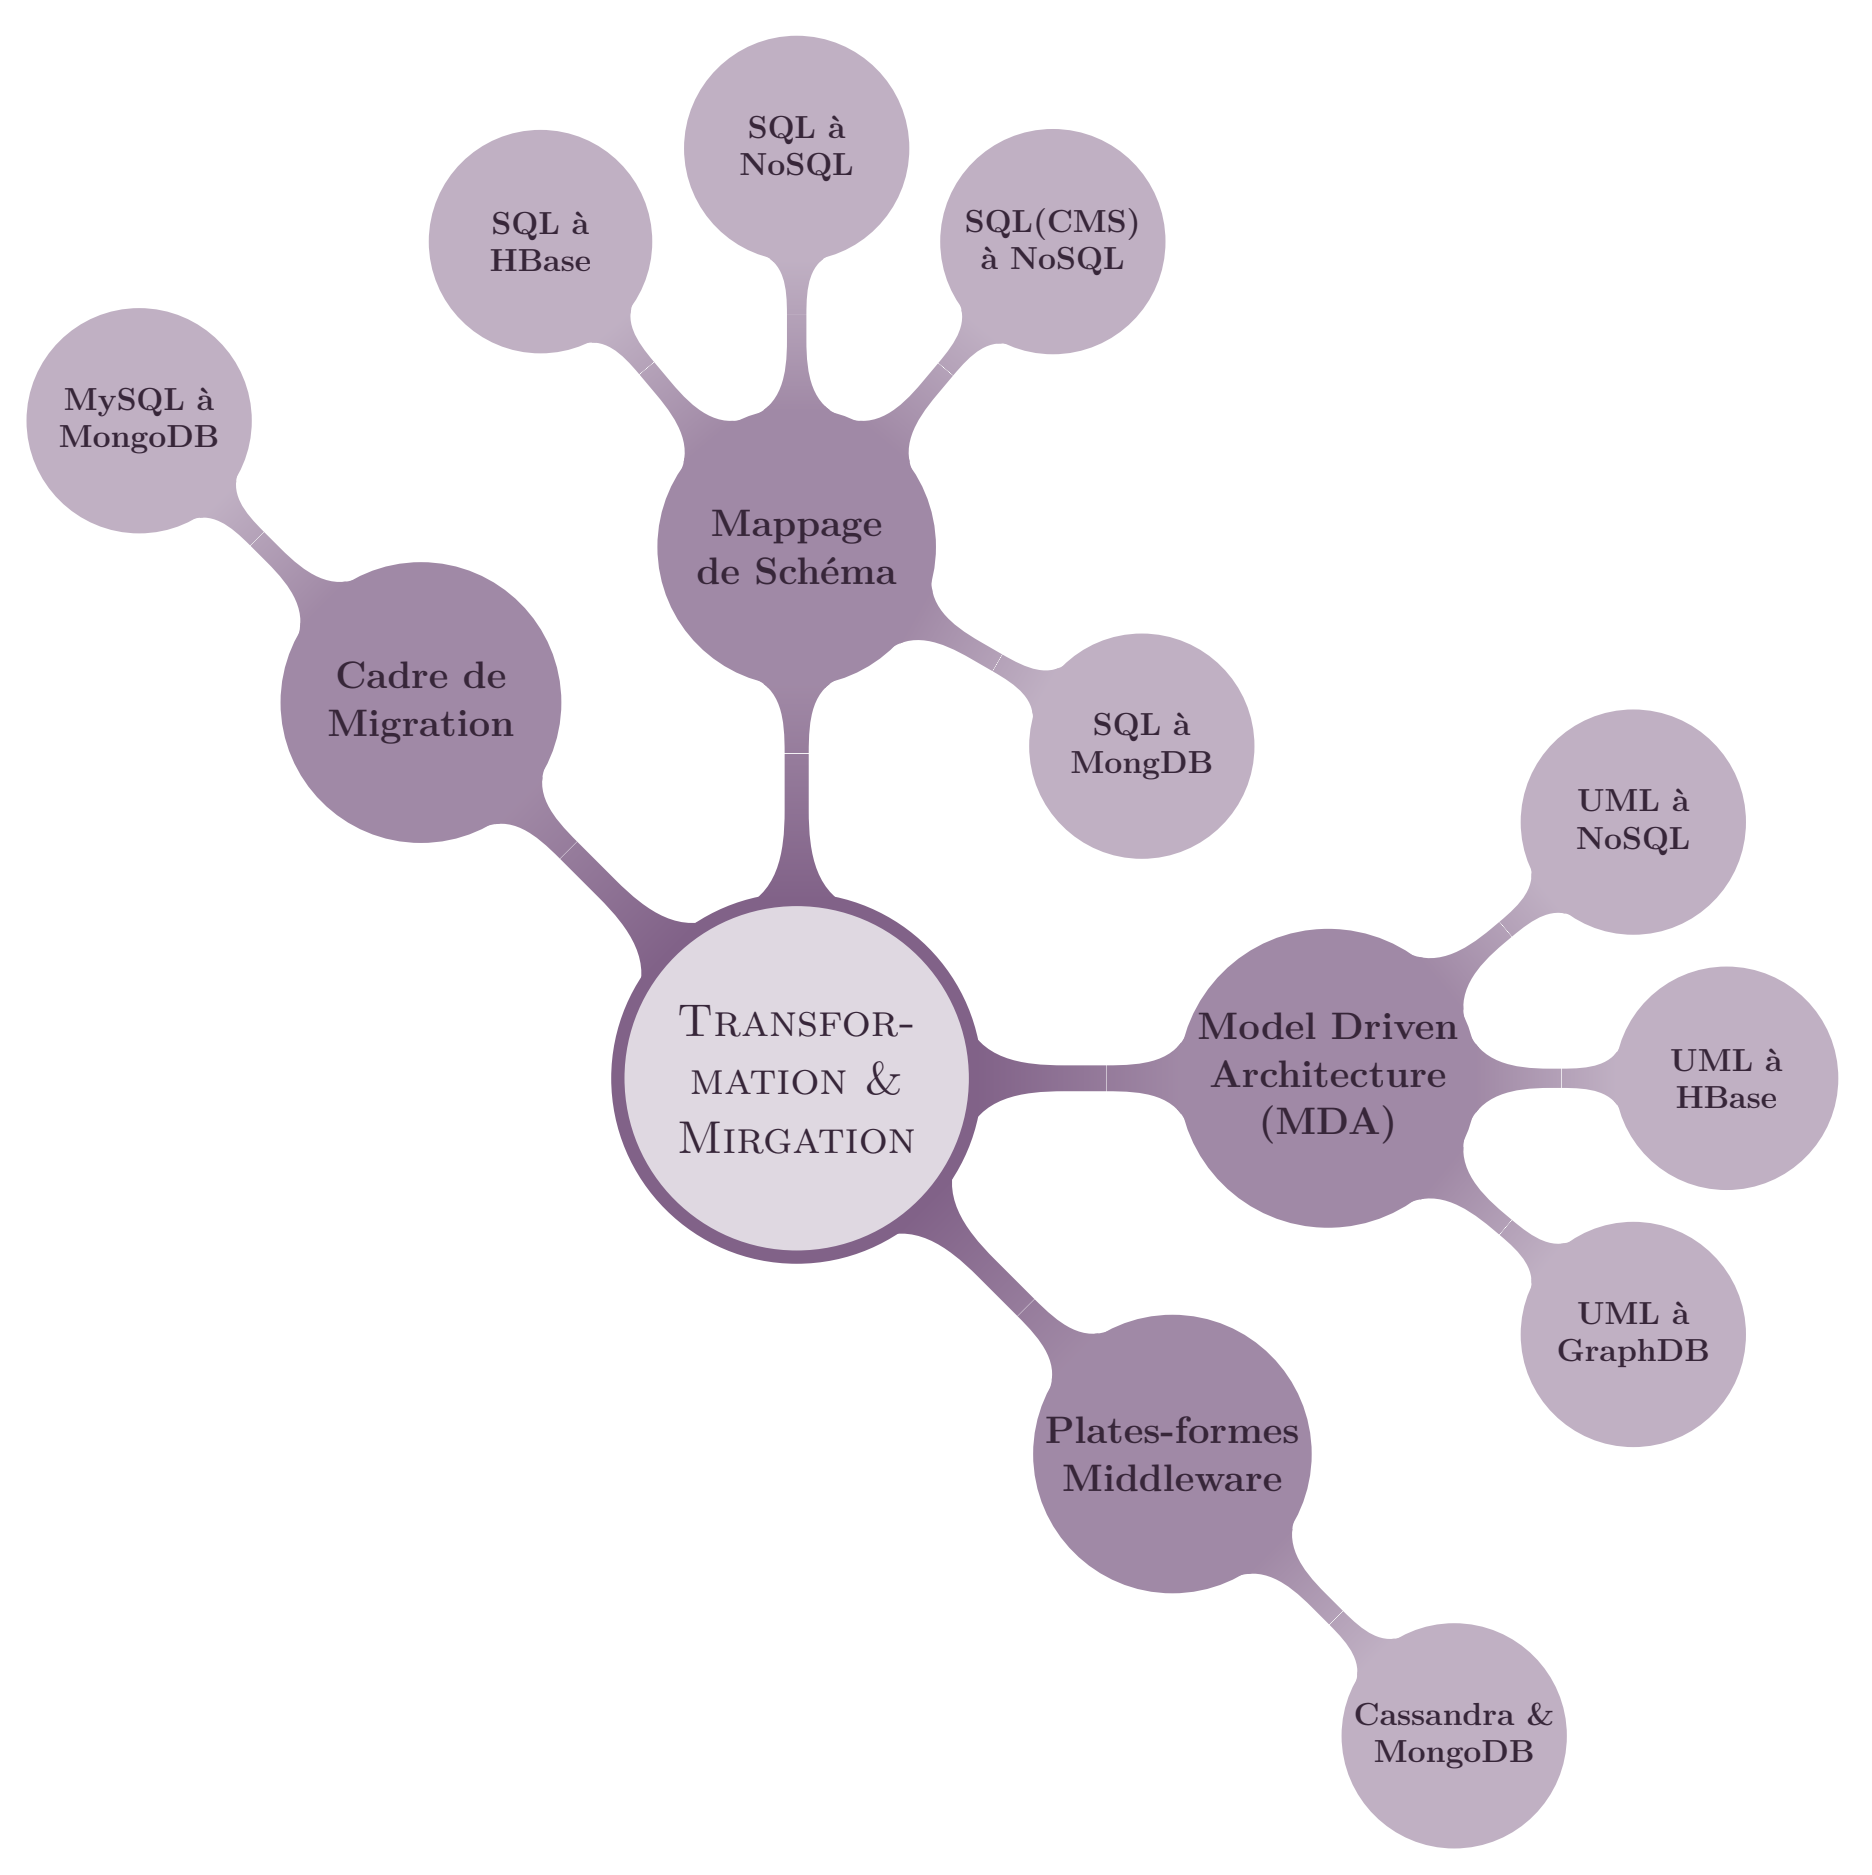 SQL à
NoSQL
SQL à
HBase
SQL(CMS)
à NoSQL
MySQL à
MongoDB
Mappage
de Schéma
Cadre de
Migration
SQL à
MongDB
UML à
NoSQL
Transfor-
mation &
Mirgation
Model Driven
Architecture
(MDA)
UML à
HBase
UML à
GraphDB
Plates-formes
Middleware
Cassandra &
MongoDB